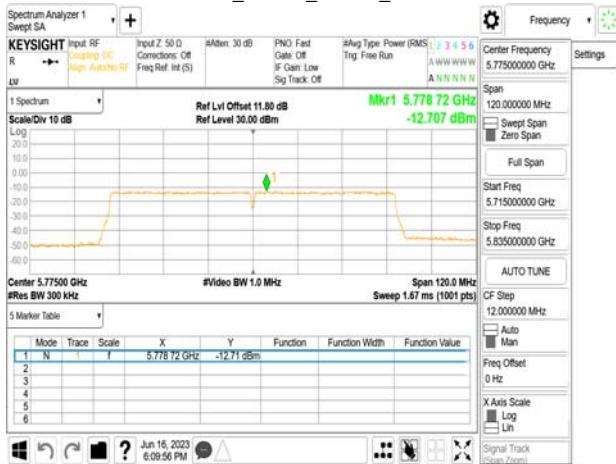 Spectrum Analyzer 1
Swept SA
Frequency
Settings
KEYSIGHT
R
LV
Input: RF
Coupling: DC
Align: Auto/No RF
Input Z: 50 Ω
Corrections: Off
Freq Ref: Int (S)
#Atten: 30 dB
PNO: Fast
Gate: Off
IF Gain: Low
Sig Track: Off
#Avg Type: Power (RMS)
Trig: Free Run
1 2 3 4 5 6
A W W W W W
A N N N N N
1 Spectrum
Scale/Div 10 dB
Ref Lvl Offset 11.80 dB
Ref Level 30.00 dBm
Mkr1 5.778 72 GHz
-12.707 dBm
Log
20.0
10.0
0.00
-10.0
-20.0
-30.0
-40.0
-50.0
-60.0
1
Center 5.77500 GHz
#Video BW 1.0 MHz
Span 120.0 MHz
#Res BW 300 kHz
Sweep 1.67 ms (1001 pts)
5 Marker Table
Mode Trace Scale X Y Function Function Width Function Value
1 N 1 f 5.778 72 GHz -12.71 dBm
2
3
4
5
6
Center Frequency
5.775000000 GHz
Span
120.000000 MHz
Swept Span
Zero Span
Full Span
Start Freq
5.715000000 GHz
Stop Freq
5.835000000 GHz
AUTO TUNE
CF Step
12.000000 MHz
Auto
Man
Freq Offset
0 Hz
X Axis Scale
Log
Lin
Signal Track
(Span Zoom)
Jun 16, 2023
6:09:56 PM